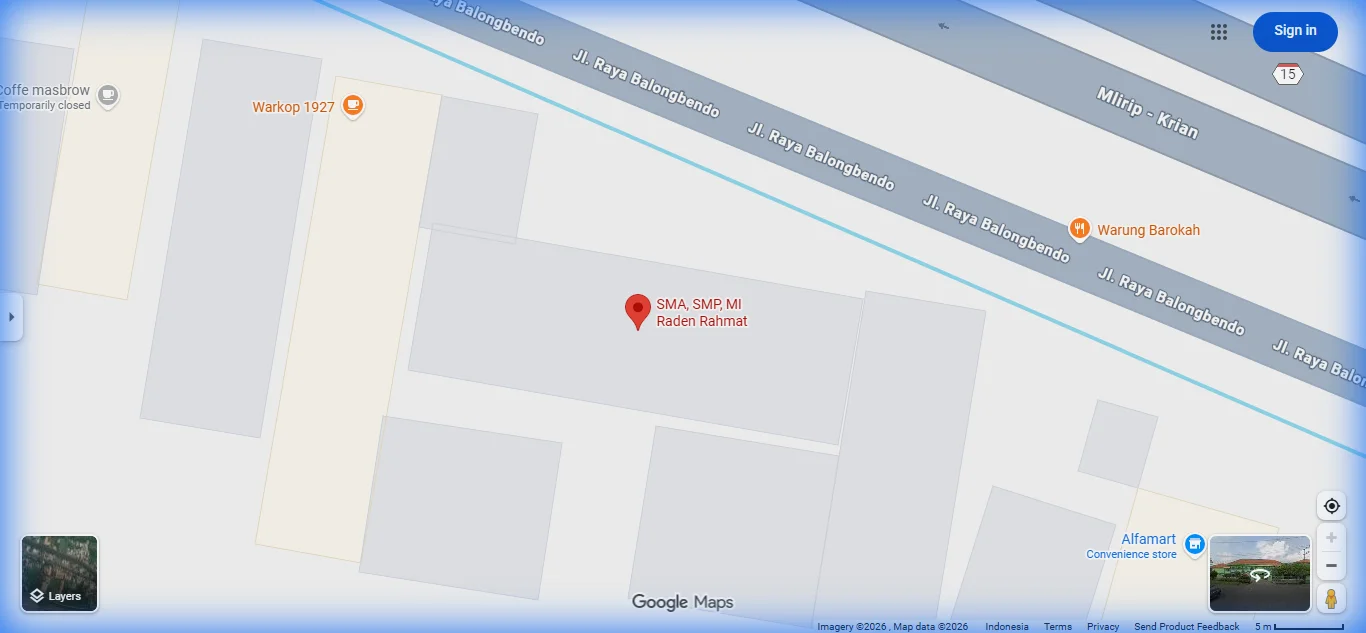 Balongbendo
Jl. Raya Balongbendo
Jl. Raya Balongbendo
Jl. Raya Balongbendo
Jl. Raya Balongbendo
Jl. Raya
Mlirip - Krian
Sign in
15
Coffe masbrow
Temporarily closed
Warkop 1927
Warung Barokah
SMA, SMP, MI
Raden Rahmat
Alfamart
Convenience store
Layers
Google Maps
Imagery ©2026 , Map data ©2026 Indonesia Terms Privacy Send Product Feedback 5 m